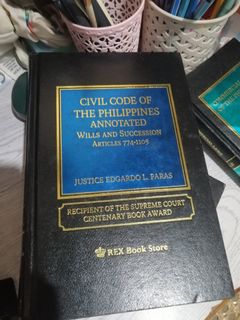 CIVIL CODE OF
THE PHILIPPINES
ANNOTATED
WILLS AND SUCCESSION
ARTICLES 774-1105
JUSTICE EDGARDO L. PARAS
RECIPIENT OF THE SUPREME COURT
CENTENARY BOOK AWARD
REX Book Store